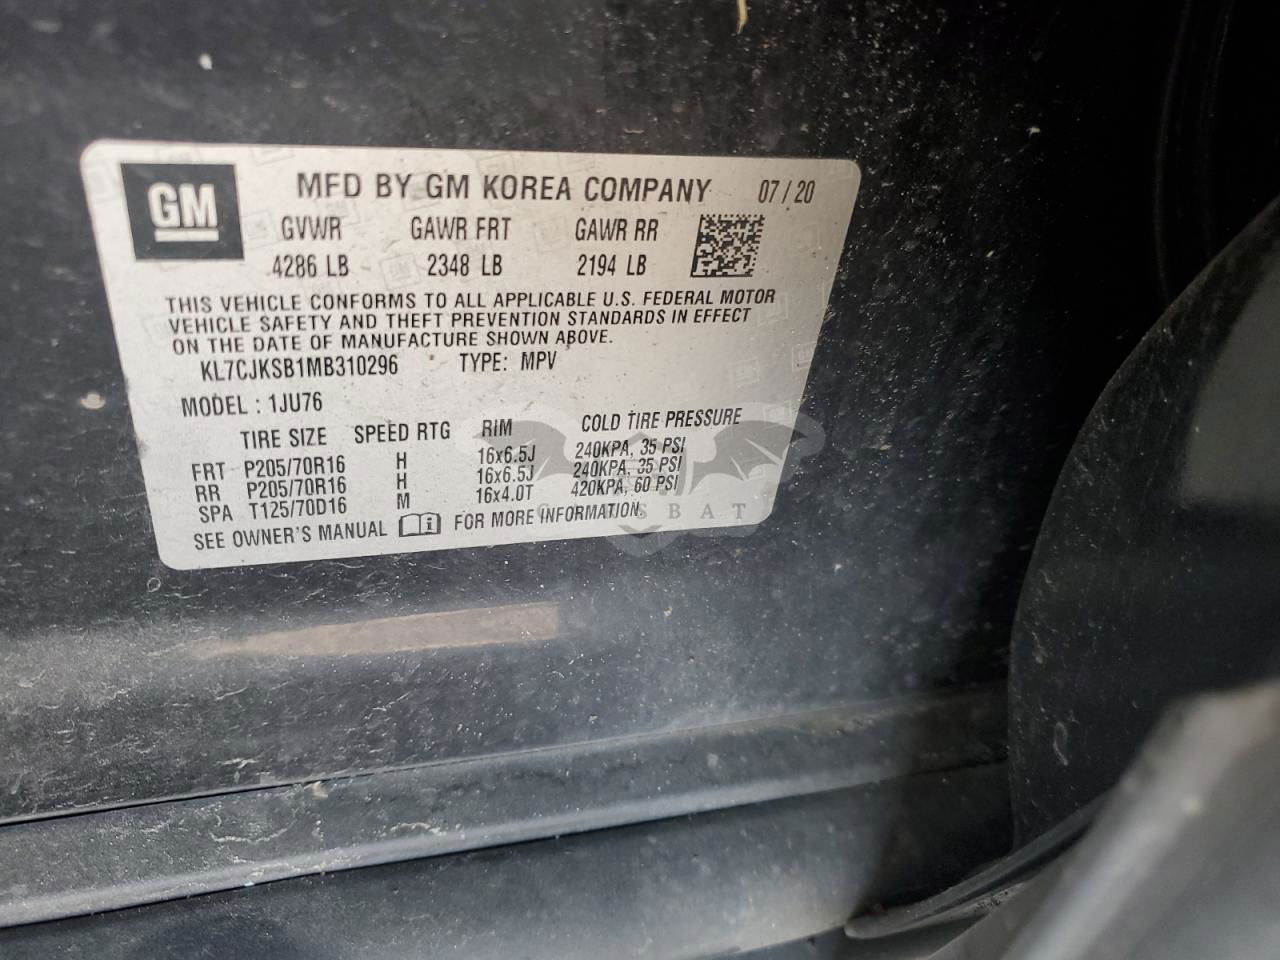 GM
MFD BY GM KOREA COMPANY 07/20
GVWR GAWR FRT GAWR RR
4286 LB 2348 LB 2194 LB
THIS VEHICLE CONFORMS TO ALL APPLICABLE U.S. FEDERAL MOTOR
VEHICLE SAFETY AND THEFT PREVENTION STANDARDS IN EFFECT
ON THE DATE OF MANUFACTURE SHOWN ABOVE.
KL7CJKSB1MB310296 TYPE: MPV
MODEL : 1JU76
TIRE SIZE SPEED RTG RIM COLD TIRE PRESSURE
FRT P205/70R16 H 16x6.5J 240KPA, 35 PSI
RR P205/70R16 H 16x6.5J 240KPA, 35 PSI
SPA T125/70D16 M 16x4.0T 420KPA, 60 PSI
SEE OWNER'S MANUAL FOR MORE INFORMATION.